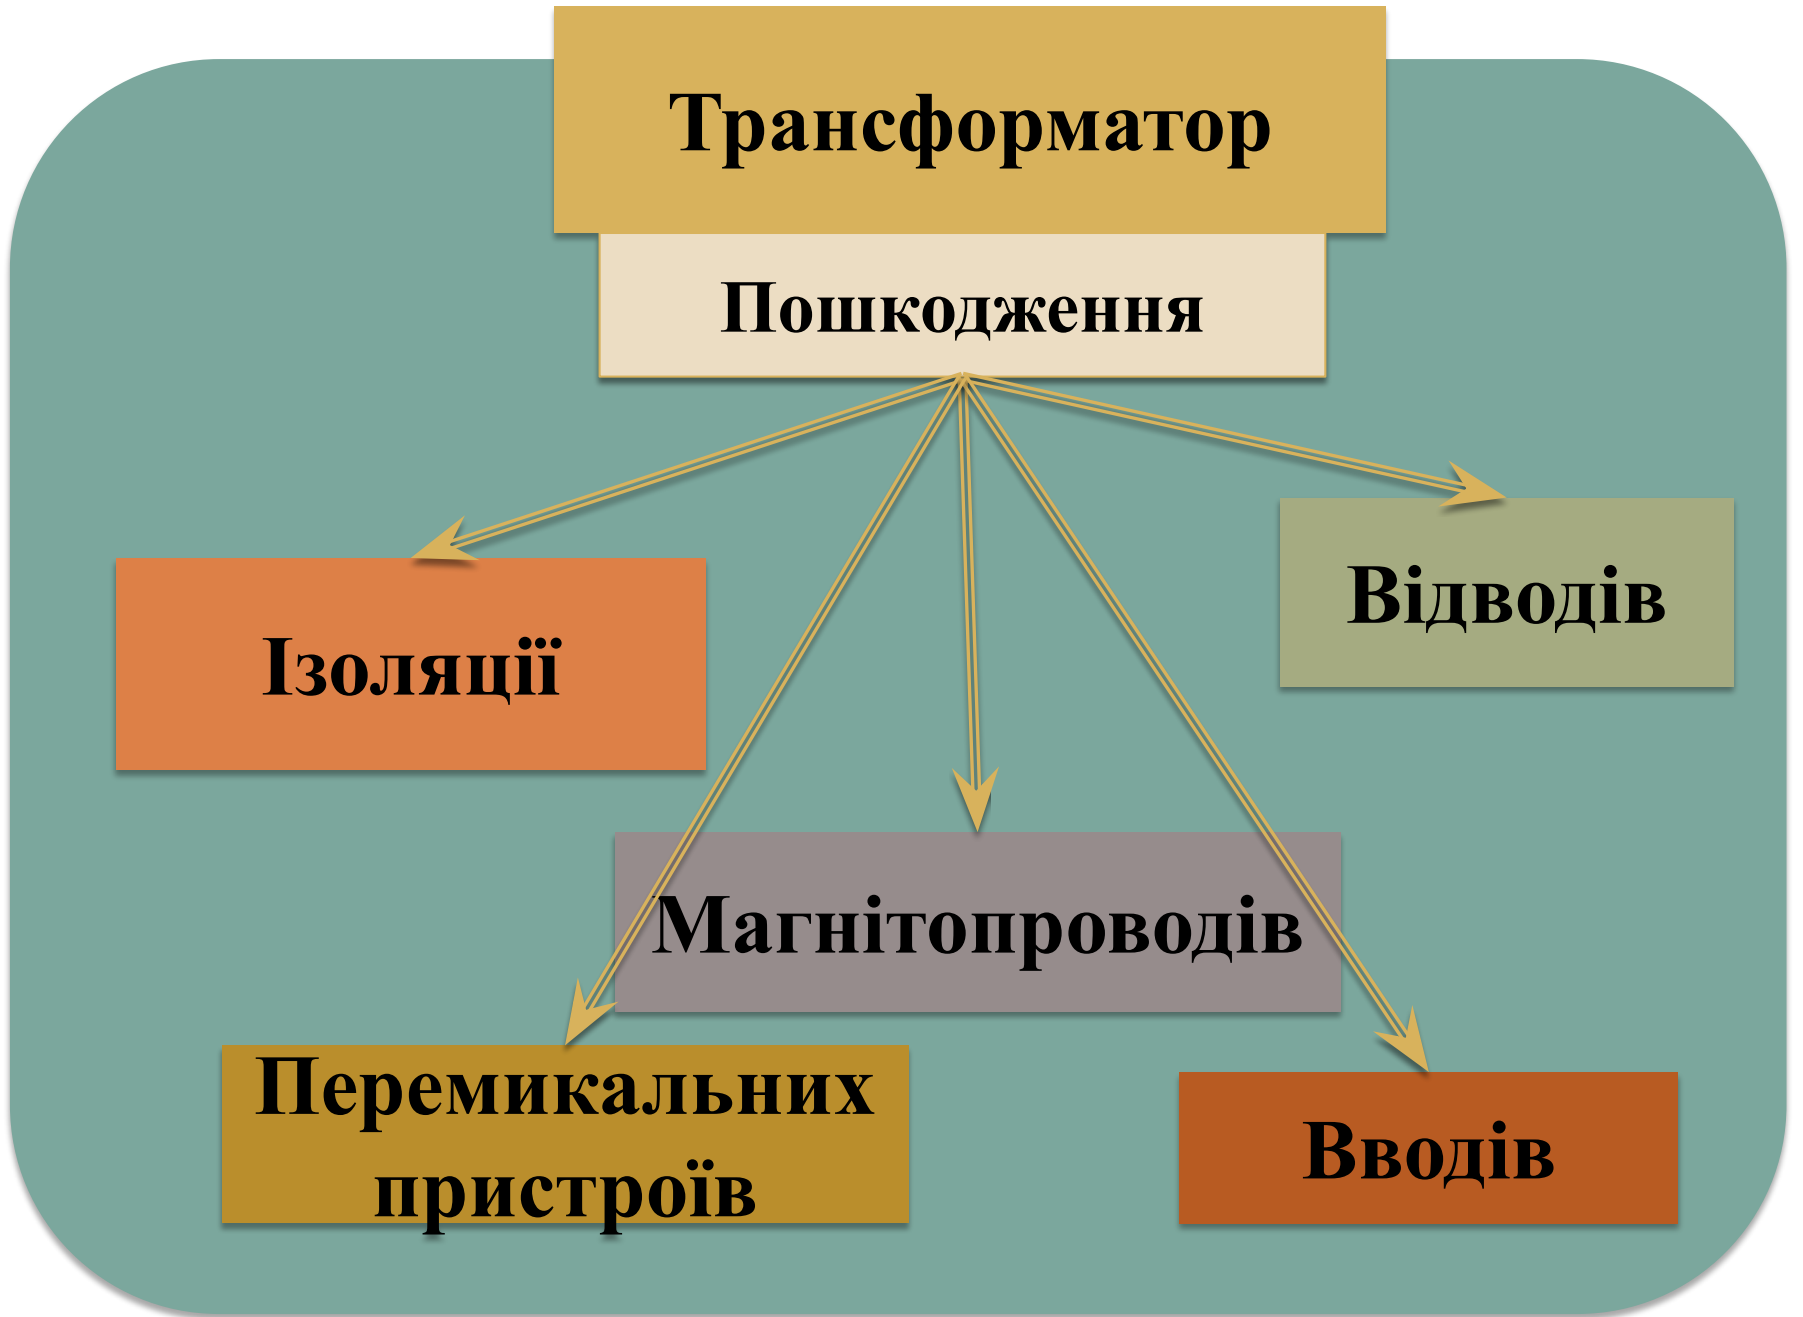 Трансформатор
Пошкодження
Відводів
Ізоляції
Магнітопроводів
Перемикальних
пристроїв
Вводів